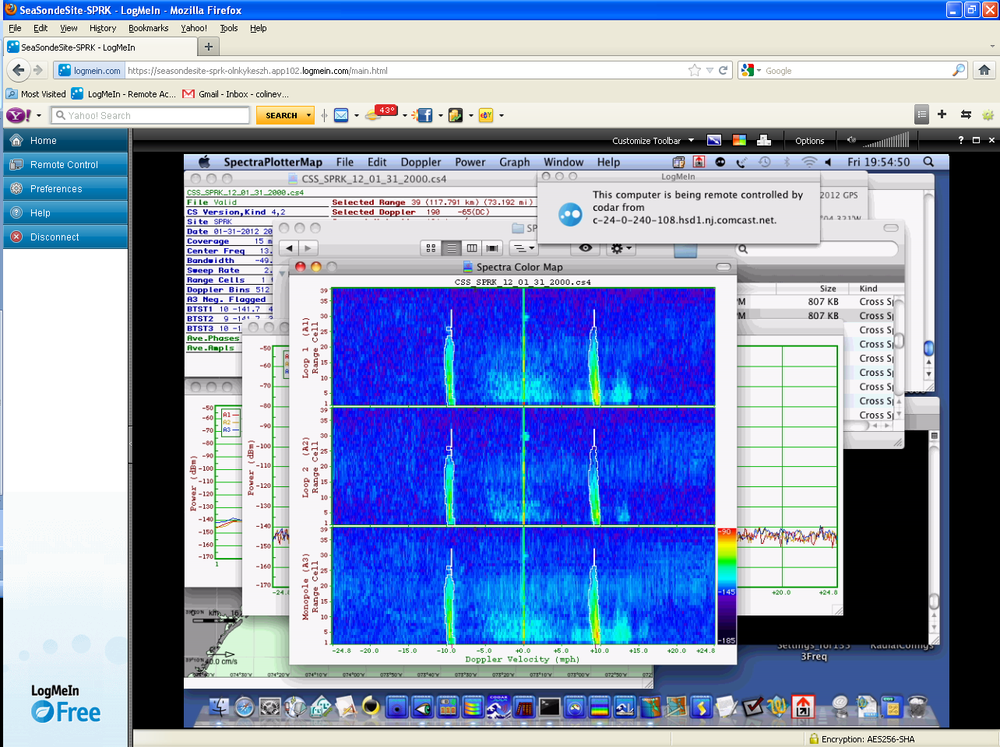 SeaSondeSite-SPRK - LogMeIn - Mozilla Firefox
File Edit View History Bookmarks Yahoo! Tools Help
SeaSondeSite-SPRK - LogMeIn
logmein.com https://seasondesite-sprk-olnkykeszh.app102.logmein.com/main.html
Google
Most Visited LogMeIn - Remote Ac... Gmail - Inbox - colinev...
Yahoo! Search SEARCH 43°
Home
Remote Control
Preferences
Help
Disconnect
Customize Toolbar Options
SpectraPlotterMap File Edit Doppler Power Graph Window Help Fri 19:54:50
CSS_SPRK_12_01_31_2000.cs4
LogMeIn
This computer is being remote controlled by
codar from
c-24-0-240-108.hsd1.nj.comcast.net.
2012 GPS
CSS_SPRK_12_01_31_2000.cs4
File Valid
CS Version,Kind 4,2
Site SPRK
Date 01-31-2012 20
Coverage 15 m
Center Freq 13.
Bandwidth -49.
Sweep Rate 2.
Range Cells
Doppler Bins 512
A3 Neg. Flagged
BTST1 10 -141.7
BTST2 9 -141.7
BTST3 10 -1
Ave.Phases
Ave.Ampls
Selected Range 39 (117.791 km) (73.192 mi)
Selected Doppler 190 -65(DC)
SP
Size Kind
807 KB Cross Sp
807 KB Cross Sp
Cross Sp
Cross Sp
Cross Sp
Cross Sp
Cross Sp
Cross Sp
Cross Sp
Spectra Color Map
CSS_SPRK_12_01_31_2000.cs4
Loop 1 (A1)
Range Cell
39
30
25
20
15
10
5
1
Loop 2 (A2)
Range Cell
39
35
30
25
20
15
10
5
1
Monopole (A3)
Range Cell
39
35
30
25
20
15
10
5
1
-24.8 -20.0 -15.0 -10.0 -5.0 +0.0 +5.0 +10.0 +15.0 +20.0 +24.8
Doppler Velocity (mph)
-90
-145
-185
Power (dBm)
-50
-60
-70
-80
-90
-100
-110
-120
-130
-140
-150
-160
-170
-24.8
+20.0 +24.8
Power (dBm)
-50
-60
-70
-80
-90
-100
-110
-120
-130
-140
-150
-160
-170
1
A1
A2
A3
km
40.0 cm/s
Settings_for133
3Freq
RadialConfigs
LogMeIn
Free
Encryption: AES256-SHA